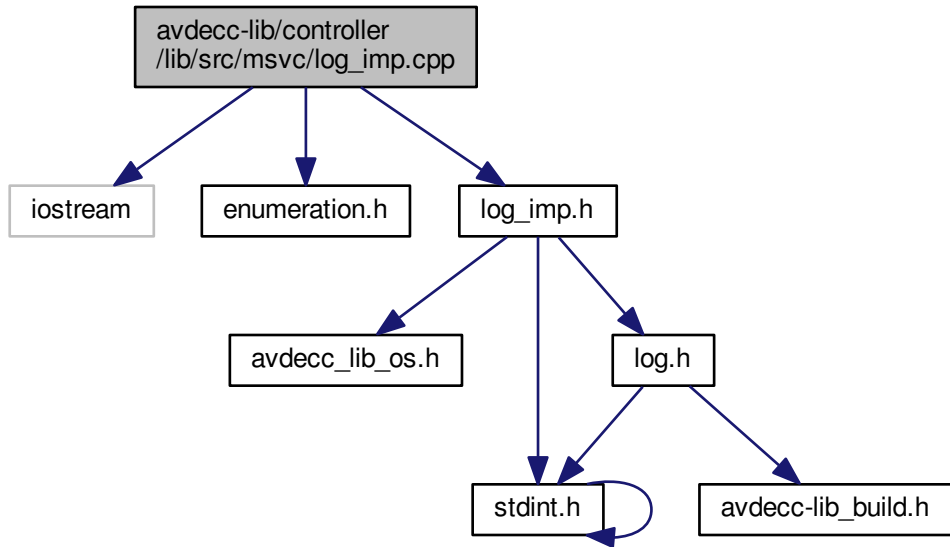 avdecc-lib/controller
/lib/src/msvc/log_imp.cpp
iostream
enumeration.h
log_imp.h
avdecc_lib_os.h
log.h
stdint.h
avdecc-lib_build.h